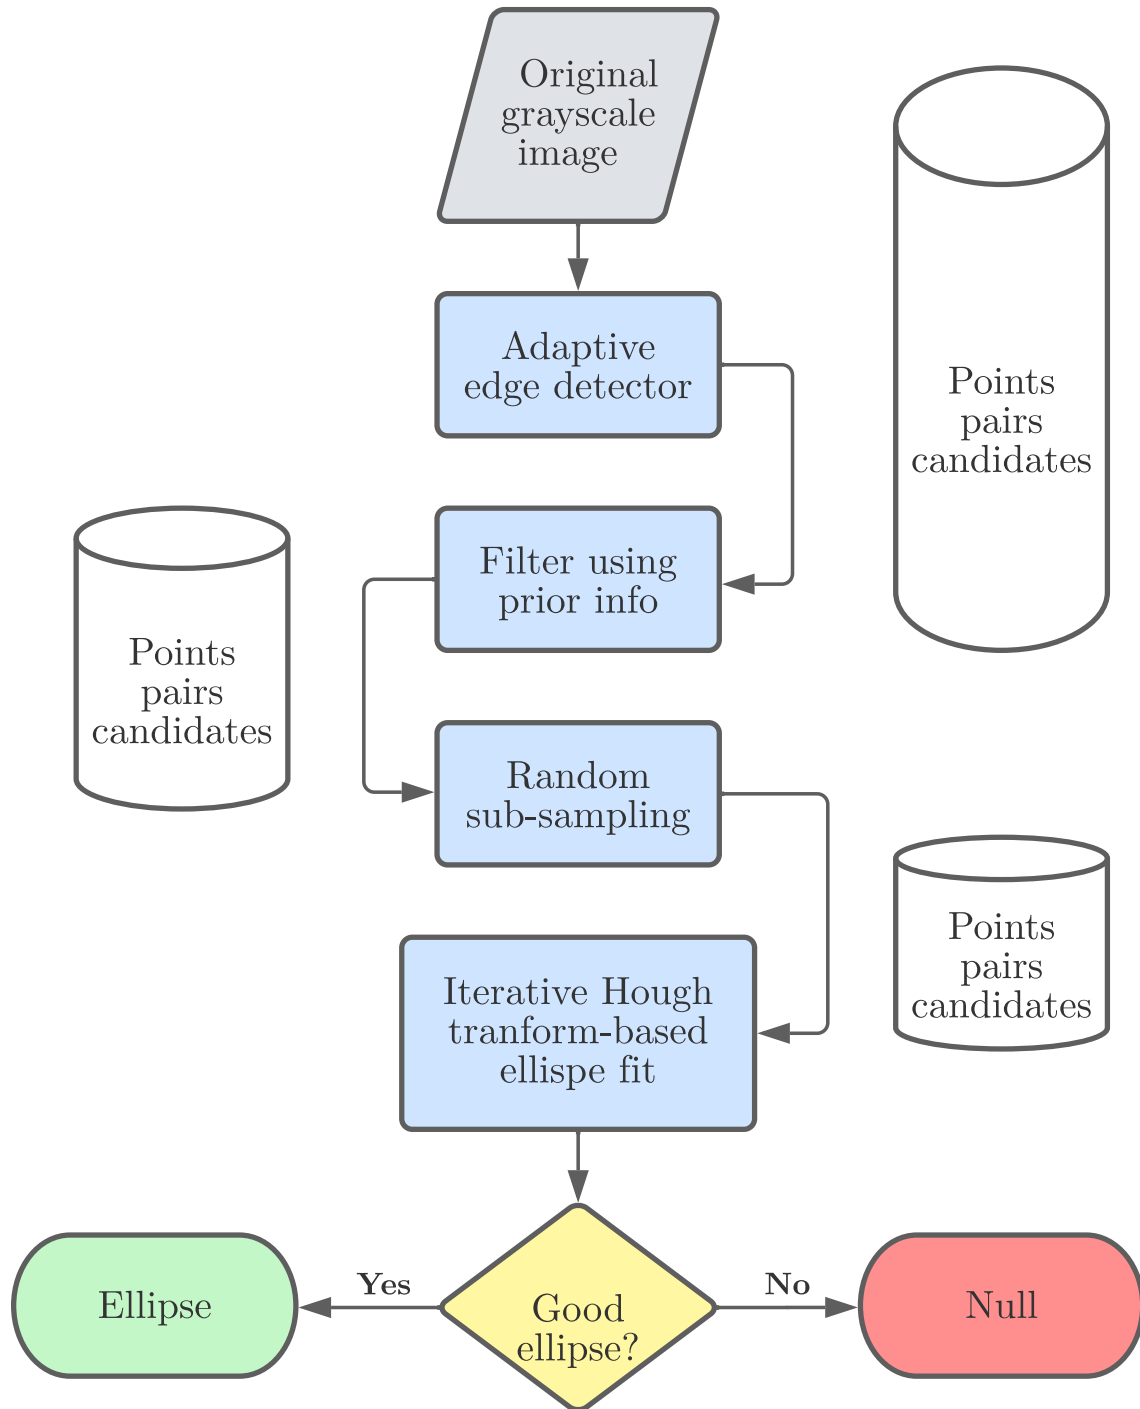 Original
grayscale
image
Adaptive
edge detector
Points
pairs
candidates
Filter using
prior info
Points
pairs
candidates
Random
sub-sampling
Points
pairs
candidates
Iterative Hough
tranform-based
ellispe fit
Yes
No
Ellipse
Good
ellipse?
Null